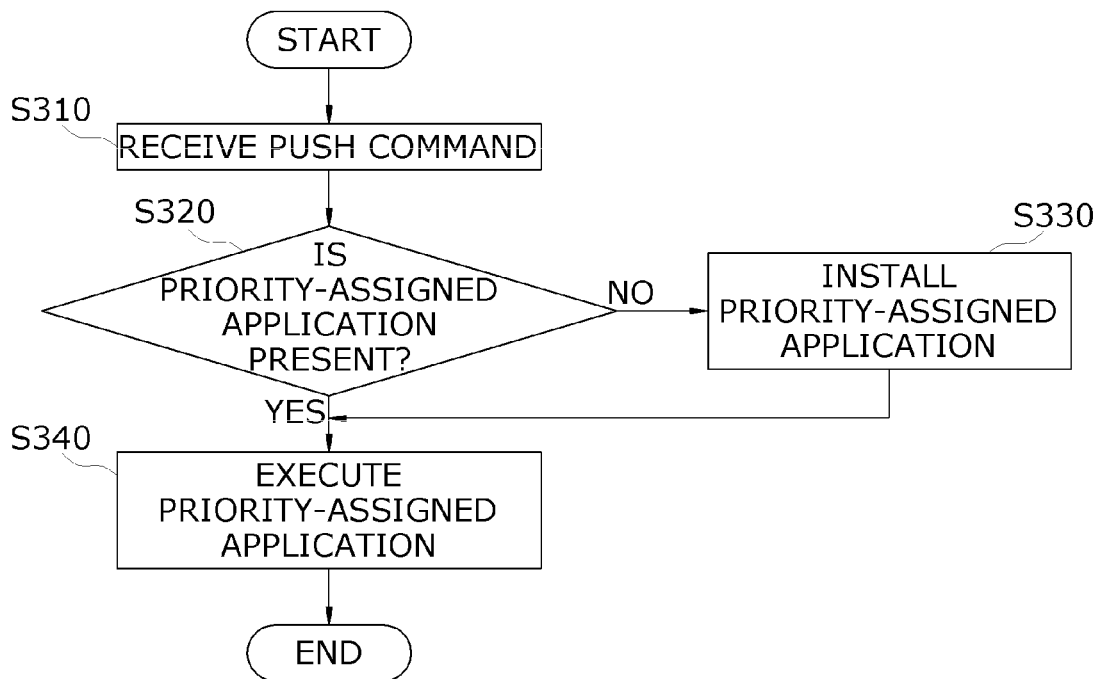 START
S310
RECEIVE PUSH COMMAND
S320
IS
PRIORITY-ASSIGNED
APPLICATION
PRESENT?
NO
S330
INSTALL
PRIORITY-ASSIGNED
APPLICATION
YES
S340
EXECUTE
PRIORITY-ASSIGNED
APPLICATION
END